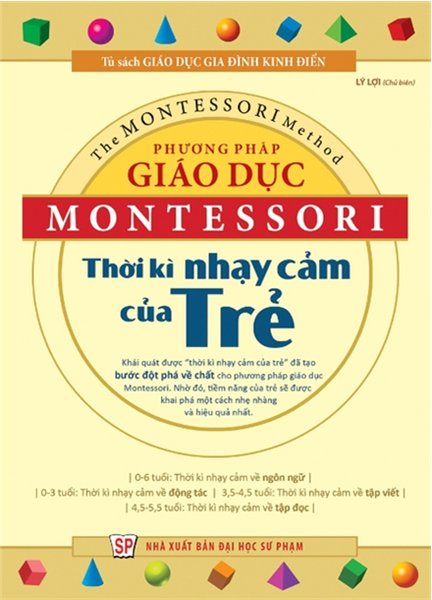 Tủ sách GIÁO DỤC GIA ĐÌNH KINH ĐIỂN
LÝ LỢI (Chủ biên)
The MONTESSORI Method
PHƯƠNG PHÁP
GIÁO DỤC
MONTESSORI
Thời kì nhạy cảm
của Trẻ
Khái quát được "thời kì nhạy cảm của trẻ" đã tạo
bước đột phá về chất cho phương pháp giáo dục
Montessori. Nhờ đó, tiềm năng của trẻ sẽ được
khai phá một cách nhẹ nhàng
và hiệu quả nhất.
| 0-6 tuổi: Thời kì nhạy cảm về ngôn ngữ |
| 0-3 tuổi: Thời kì nhạy cảm về động tác | 3,5-4,5 tuổi: Thời kì nhạy cảm về tập viết |
| 4,5-5,5 tuổi: Thời kì nhạy cảm về tập đọc |
SP NHÀ XUẤT BẢN ĐẠI HỌC SƯ PHẠM